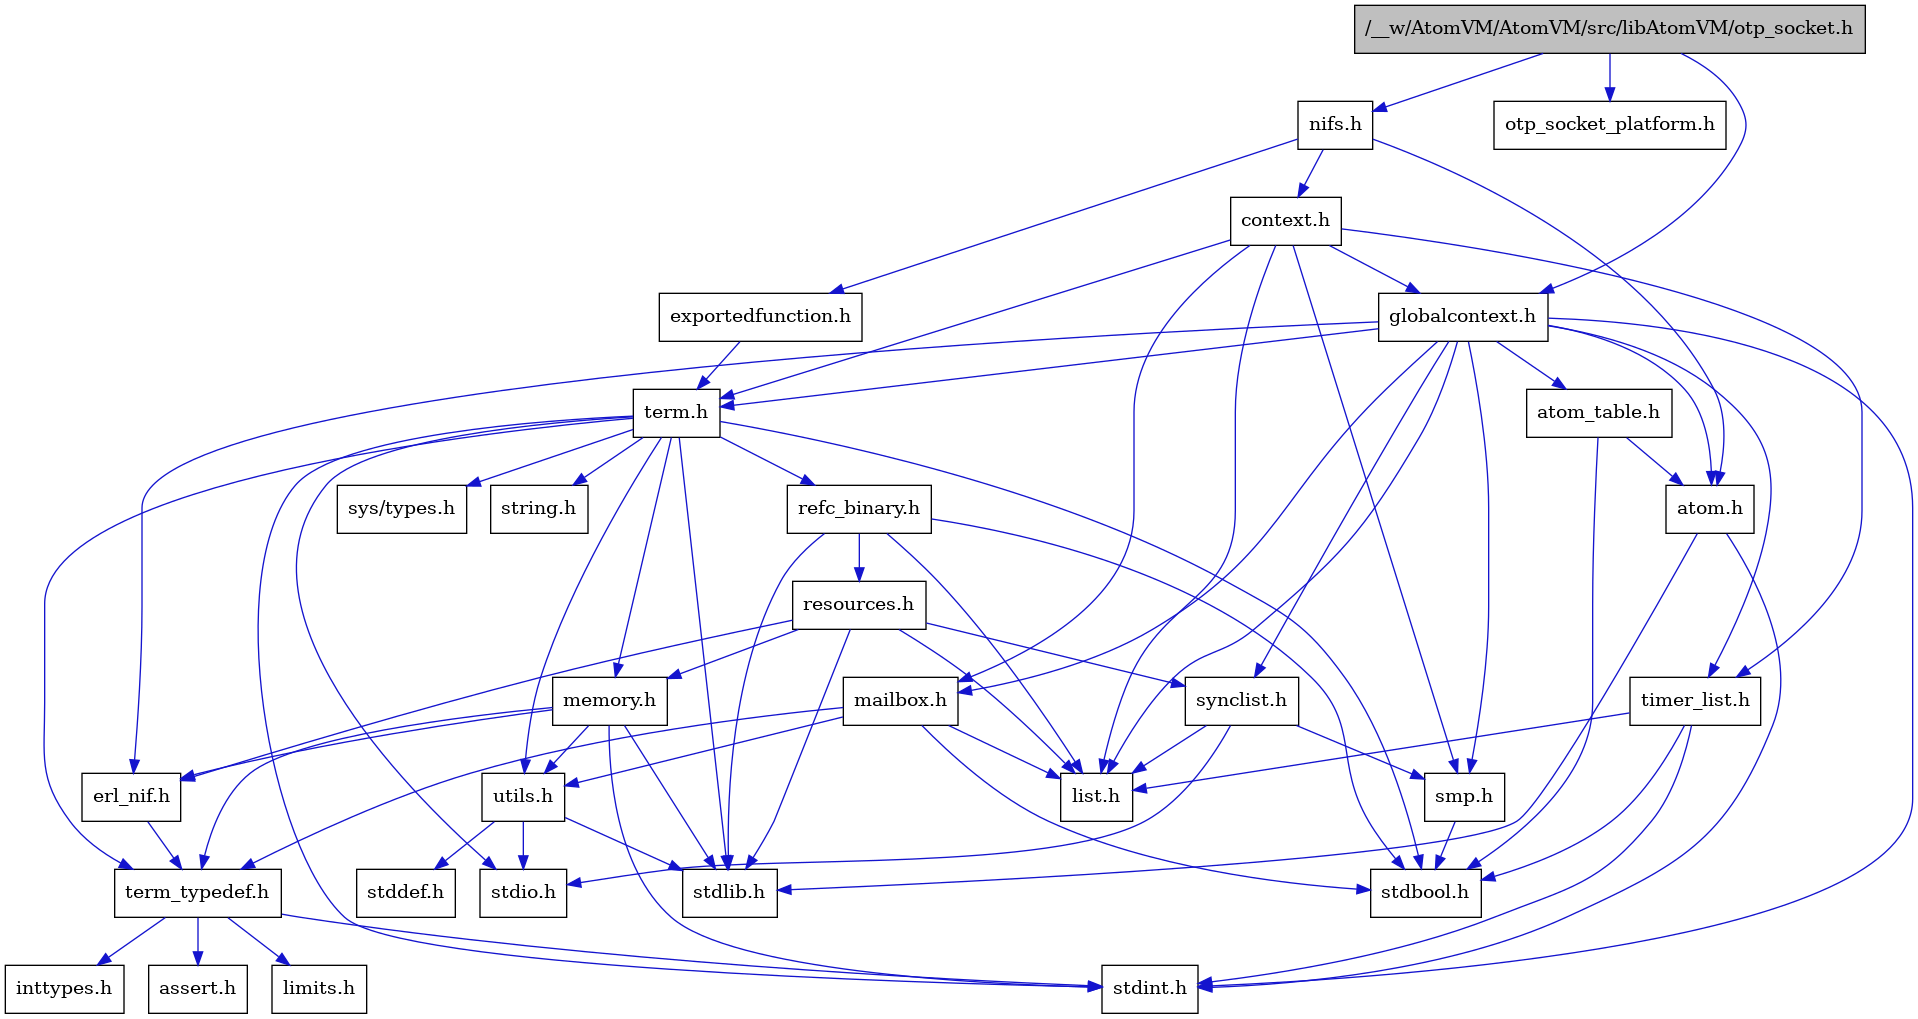 /__w/AtomVM/AtomVM/src/libAtomVM/otp_socket.h
nifs.h
otp_socket_platform.h
context.h
exportedfunction.h
globalcontext.h
term.h
atom_table.h
sys/types.h
string.h
refc_binary.h
atom.h
resources.h
memory.h
mailbox.h
synclist.h
timer_list.h
erl_nif.h
utils.h
list.h
smp.h
term_typedef.h
stddef.h
stdio.h
stdlib.h
stdbool.h
inttypes.h
assert.h
limits.h
stdint.h